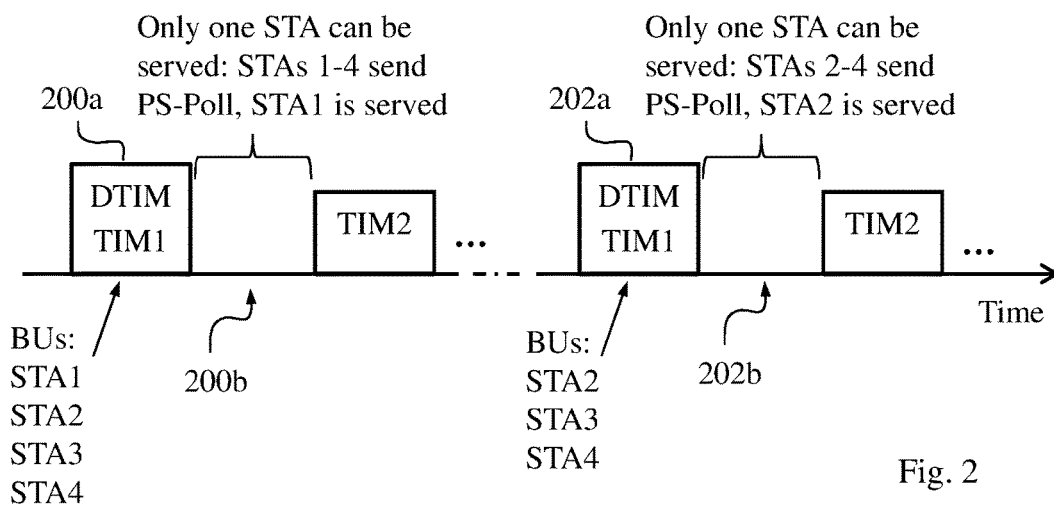 Only one STA can be
served: STAs 1-4 send
PS-Poll, STA1 is served
200a
Only one STA can be
served: STAs 2-4 send
PS-Poll, STA2 is served
202a
DTIM
TIM1
TIM2
...
DTIM
TIM1
TIM2
...
Time
BUs:
STA1
STA2
STA3
STA4
200b
BUs:
STA2
STA3
STA4
202b
Fig. 2